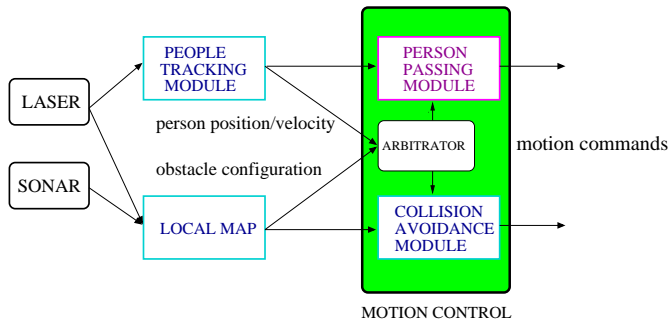 PEOPLE
TRACKING
MODULE
PERSON
PASSING
MODULE
LASER
person position/velocity
ARBITRATOR
motion commands
obstacle configuration
SONAR
LOCAL MAP
COLLISION
AVOIDANCE
MODULE
MOTION CONTROL